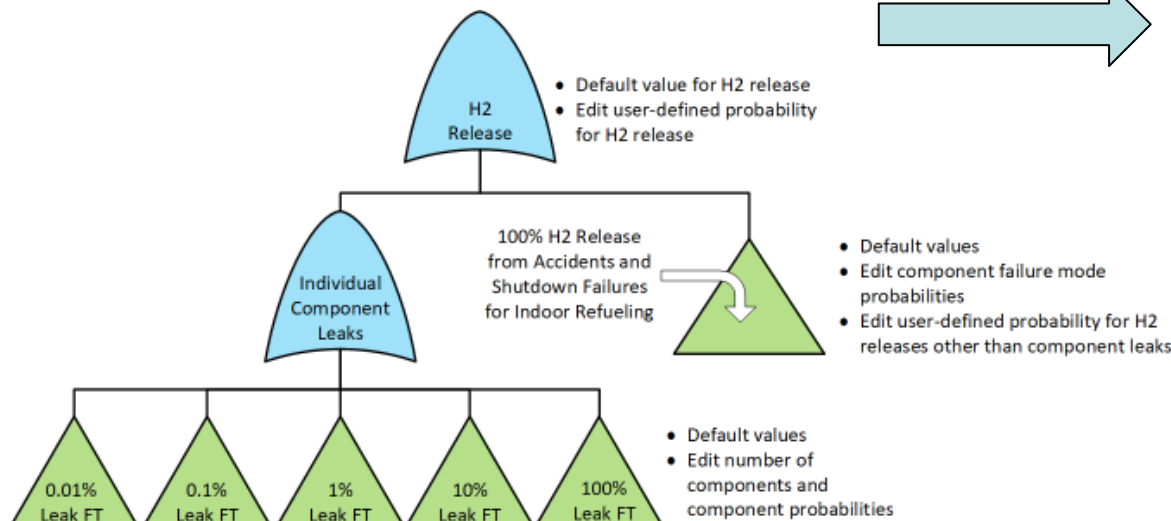 H2
Release
• Default value for H2 release
• Edit user-defined probability
for H2 release
Individual
Component
Leaks
100% H2 Release
from Accidents and
Shutdown Failures
for Indoor Refueling
• Default values
• Edit component failure mode
probabilities
• Edit user-defined probability for H2
releases other than component leaks
0.01%
Leak FT
0.1%
Leak FT
1%
Leak FT
10%
Leak FT
100%
Leak FT
• Default values
• Edit number of
components and
component probabilities